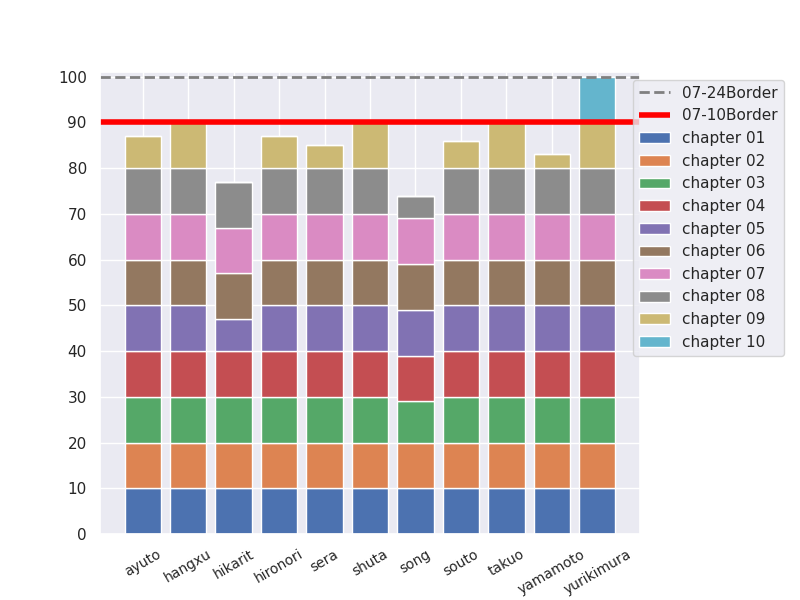 100
90
80
70
60
50
40
30
20
10
0
ayuto
hangxu
hikarit
hironori
sera
shuta
song
souto
takuo
yamamoto
yurikimura
07-24Border
07-10Border
chapter 01
chapter 02
chapter 03
chapter 04
chapter 05
chapter 06
chapter 07
chapter 08
chapter 09
chapter 10